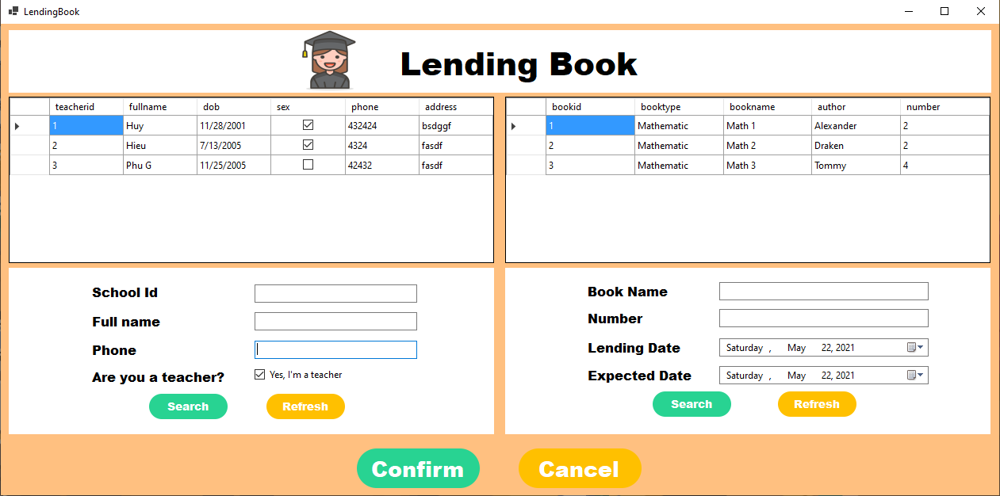 LendingBook
Lending Book
teacherid fullname dob sex phone address
1 Huy 11/28/2001 432424 bsdggf
2 Hieu 7/13/2005 4324 fasdf
3 Phu G 11/25/2005 42432 fasdf
bookid booktype bookname author number
1 Mathematic Math 1 Alexander 2
2 Mathematic Math 2 Draken 2
3 Mathematic Math 3 Tommy 4
School Id
Full name
Phone
Are you a teacher? Yes, I'm a teacher
Search Refresh
Book Name
Number
Lending Date Saturday , May 22, 2021
Expected Date Saturday , May 22, 2021
Search Refresh
Confirm Cancel